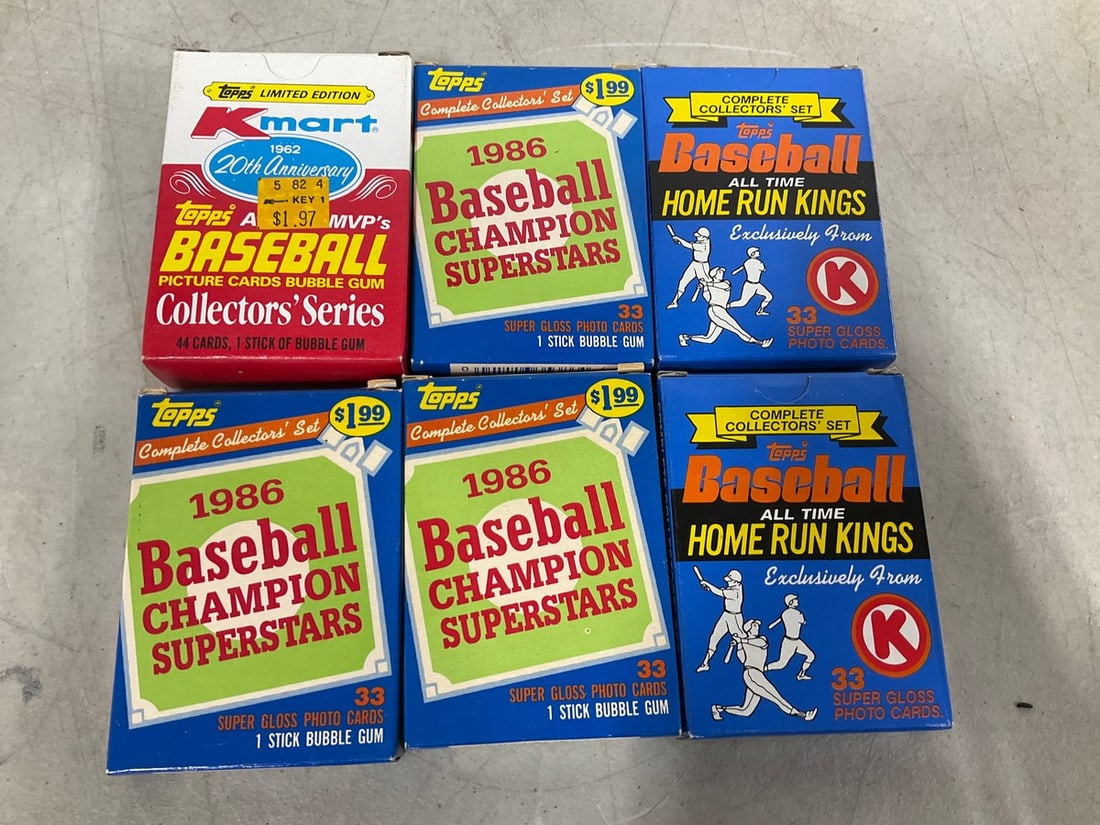 Topps LIMITED EDITION
Kmart®
1962
20th Anniversary
5 82 4
KEY 1
$1.97
Topps MVP's
BASEBALL
PICTURE CARDS BUBBLE GUM
Collectors' Series
44 CARDS, 1 STICK OF BUBBLE GUM
Topps
Complete Collectors' Set
$1.99
1986
Baseball
CHAMPION
SUPERSTARS
33
SUPER GLOSS PHOTO CARDS
1 STICK BUBBLE GUM
COMPLETE
COLLECTORS' SET
Topps
Baseball
ALL TIME
HOME RUN KINGS
Exclusively From
K
33
SUPER GLOSS
PHOTO CARDS.
Topps
Complete Collectors' Set
$1.99
1986
Baseball
CHAMPION
SUPERSTARS
33
SUPER GLOSS PHOTO CARDS
1 STICK BUBBLE GUM
Topps
Complete Collectors' Set
$1.99
1986
Baseball
CHAMPION
SUPERSTARS
33
SUPER GLOSS PHOTO CARDS
1 STICK BUBBLE GUM
COMPLETE
COLLECTORS' SET
Topps
Baseball
ALL TIME
HOME RUN KINGS
Exclusively From
K
33
SUPER GLOSS
PHOTO CARDS.